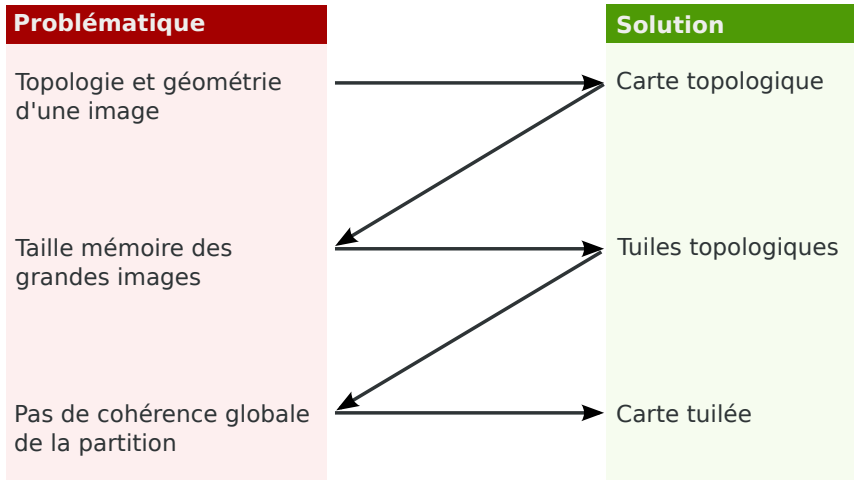 Problématique
Solution
Topologie et géométrie
d'une image
Carte topologique
Taille mémoire des
grandes images
Tuiles topologiques
Pas de cohérence globale
de la partition
Carte tuilée